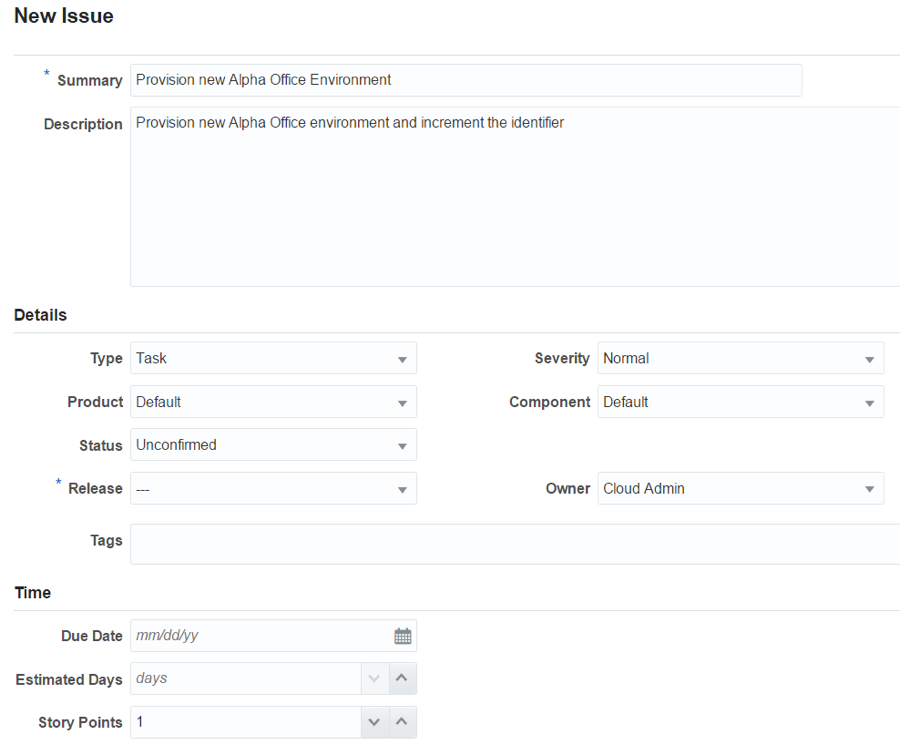 New Issue
* Summary Provision new Alpha Office Environment
Description Provision new Alpha Office environment and increment the identifier
Details
Type Task Severity Normal
Product Default Component Default
Status Unconfirmed
* Release --- Owner Cloud Admin
Tags
Time
Due Date mm/dd/yy
Estimated Days days
Story Points 1